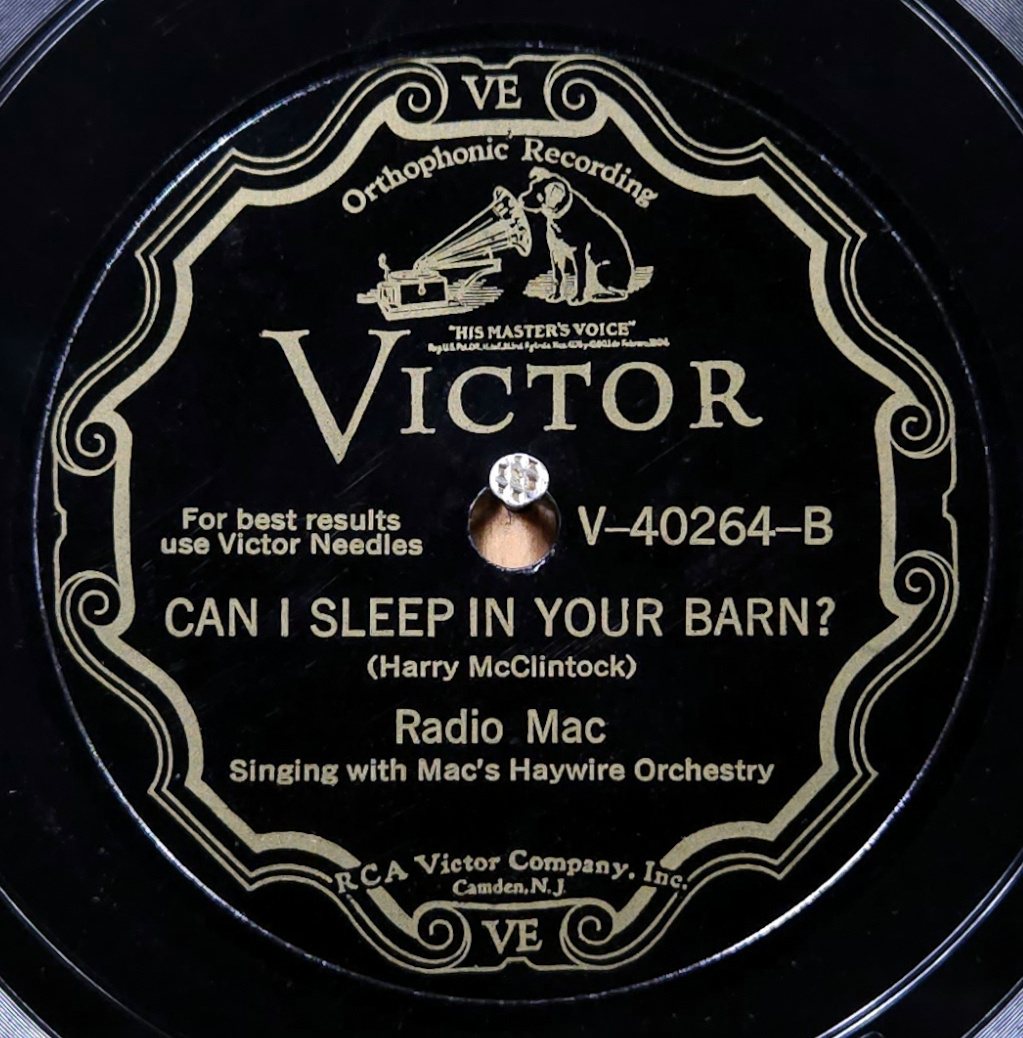 VE
Orthophonic Recording
"HIS MASTER'S VOICE"
VICTOR
For best results
use Victor Needles
V-40264-B
CAN I SLEEP IN YOUR BARN?
(Harry McClintock)
Radio Mac
Singing with Mac's Haywire Orchestry
RCA Victor Company, Inc.
Camden, N. J.
VE